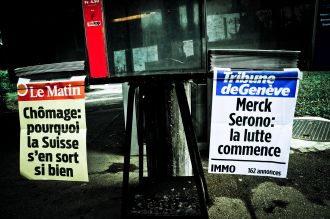 Le Matin
Chômage:
pourquoi
la Suisse
s'en sort
si bien
Tribune
de Genève
Merck
Serono:
la lutte
commence
IMMO 162 annonces